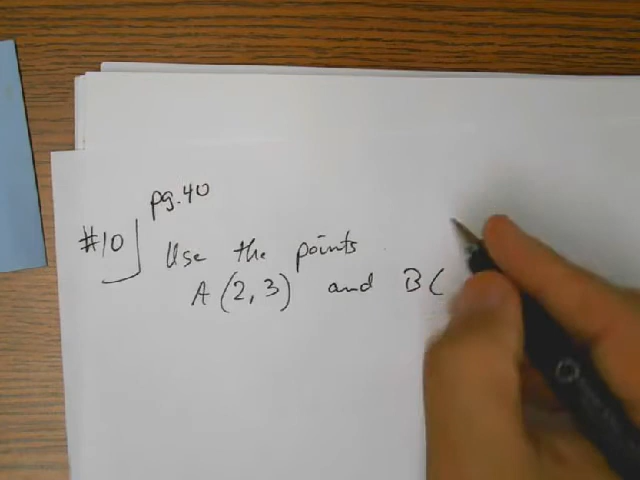 pg.40
#10] Use the points
A(2,3) and B(